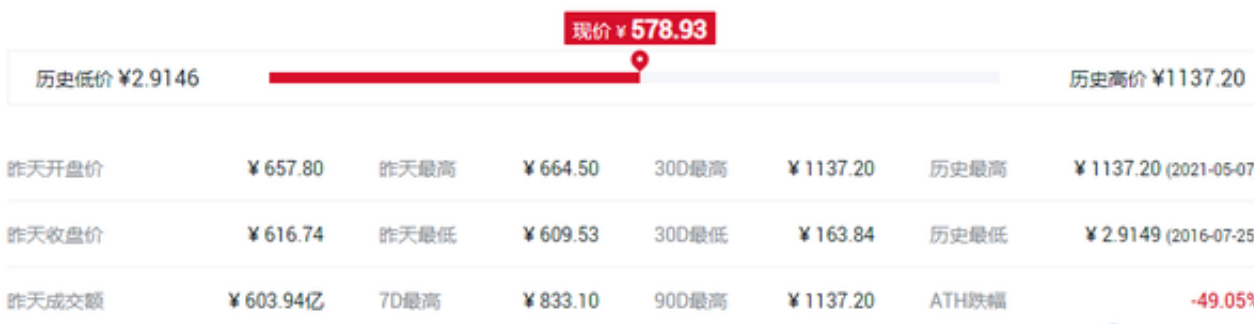 现价 ¥ 578.93
历史低价 ¥2.9146 历史高价 ¥1137.20
昨天开盘价 ¥ 657.80 昨天最高 ¥ 664.50 30D最高 ¥ 1137.20 历史最高 ¥ 1137.20 (2021-05-07
昨天收盘价 ¥ 616.74 昨天最低 ¥ 609.53 30D最低 ¥ 163.84 历史最低 ¥ 2.9149 (2016-07-25
昨天成交额 ¥ 603.94亿 7D最高 ¥ 833.10 90D最高 ¥ 1137.20 ATH跌幅 -49.05%